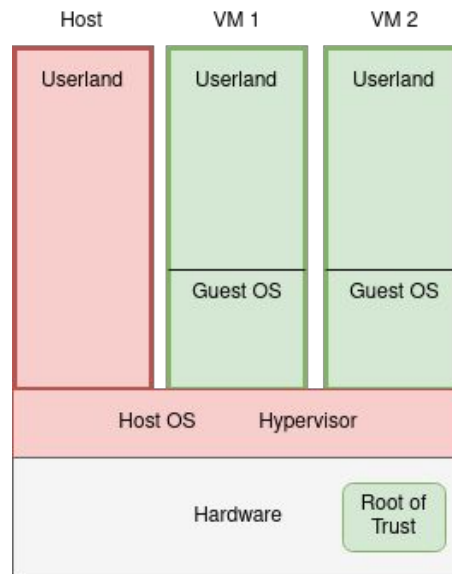 Host VM 1 VM 2
Userland Userland Userland
Guest OS Guest OS
Host OS Hypervisor
Hardware
Root of
Trust